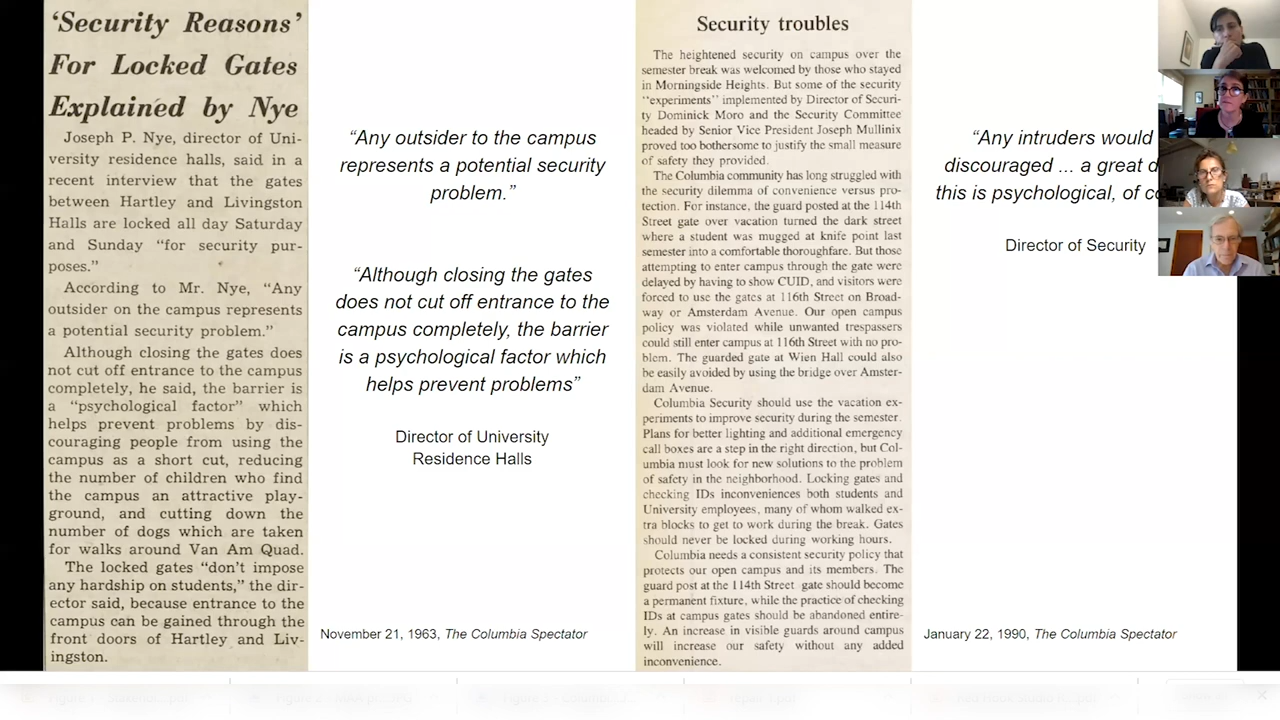 ‘Security Reasons’
For Locked Gates
Explained by Nye
Joseph P. Nye, director of Uni-
versity residence halls, said in a
recent interview that the gates
between Hartley and Livingston
Halls are locked all day Saturday
and Sunday “for security pur-
poses.”
According to Mr. Nye, “Any
outsider on the campus represents
a potential security problem.”
Although closing the gates does
not cut off entrance to the campus
completely, he said, the barrier is
a “psychological factor” which
helps prevent problems by dis-
couraging people from using the
campus as a short cut, reducing
the number of children who find
the campus an attractive play-
ground, and cutting down the
number of dogs which are taken
for walks around Van Am Quad.
The locked gates “don’t impose
any hardship on students,” the dir-
ector said, because entrance to the
campus can be gained through the
front doors of Hartley and Liv-
ingston.
“Any outsider to the campus
represents a potential security
problem.”
“Although closing the gates
does not cut off entrance to the
campus completely, the barrier
is a psychological factor which
helps prevent problems”
Director of University
Residence Halls
November 21, 1963, The Columbia Spectator
Security troubles
The heightened security on campus over the
semester break was welcomed by those who stayed
in Morningside Heights. But some of the security
“experiments” implemented by Director of Securi-
ty Dominick Moro and the Security Committee
headed by Senior Vice President Joseph Mullinix
proved too bothersome to justify the small measure
of safety they provided.
The Columbia community has long struggled with
the security dilemma of convenience versus pro-
tection. For instance, the guard posted at the 114th
Street gate over vacation turned the dark street
where a student was mugged at knife point last
semester into a comfortable thoroughfare. But those
attempting to enter campus through the gate were
delayed by having to show CUID, and visitors were
forced to use the gates at 116th Street on Broad-
way or Amsterdam Avenue. Our open campus
policy was violated while unwanted trespassers
could still enter campus at 116th Street with no pro-
blem. The guarded gate at Wien Hall could also
be easily avoided by using the bridge over Amster-
dam Avenue.
Columbia Security should use the vacation ex-
periments to improve security during the semester.
Plans for better lighting and additional emergency
call boxes are a step in the right direction, but Col-
umbia must look for new solutions to the problem
of safety in the neighborhood. Locking gates and
checking IDs inconveniences both students and
University employees, many of whom walked ex-
tra blocks to get to work during the break. Gates
should never be locked during working hours.
Columbia needs a consistent security policy that
protects our open campus and its members. The
guard post at the 114th Street gate should become
a permanent fixture, while the practice of checking
IDs at campus gates should be abandoned entire-
ly. An increase in visible guards around campus
will increase our safety without any added
inconvenience.
“Any intruders would
discouraged ... a great d
this is psychological, of co
Director of Security
January 22, 1990, The Columbia Spectator